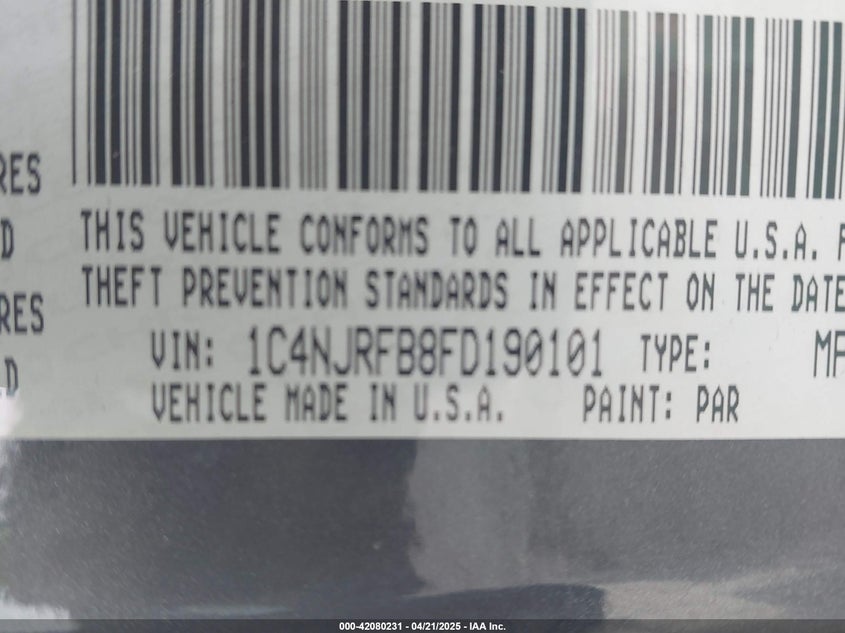 RES
D
RES
D
THIS VEHICLE CONFORMS TO ALL APPLICABLE U.S.A. F
THEFT PREVENTION STANDARDS IN EFFECT ON THE DATE
VIN: 1C4NJRFB8FD190101 TYPE: MP
VEHICLE MADE IN U.S.A. PAINT: PAR
000-42080231 - 04/21/2025 - IAA Inc.